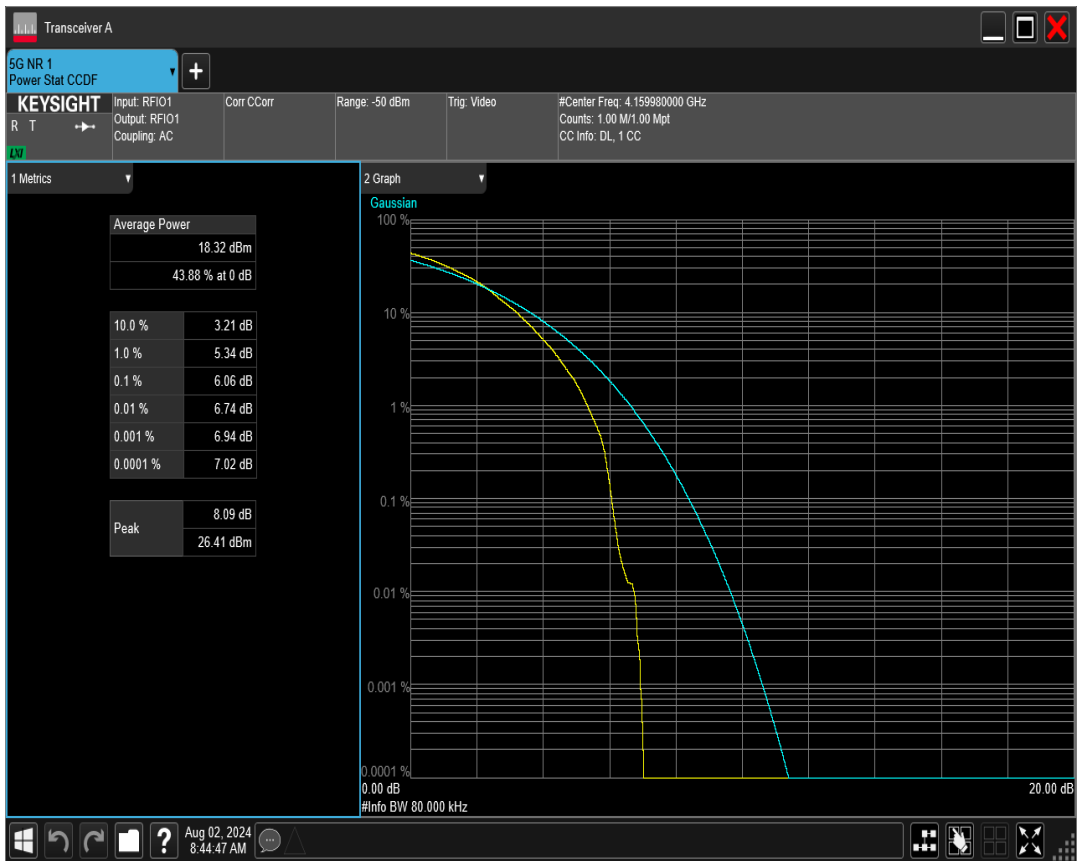 Transceiver A
5G NR 1
Power Stat CCDF
+
KEYSIGHT
R T
LXI
Input: RFIO1
Output: RFIO1
Coupling: AC
Corr CCorr
Range: -50 dBm
Trig: Video
#Center Freq: 4.159980000 GHz
Counts: 1.00 M/1.00 Mpt
CC Info: DL, 1 CC
1 Metrics
Average Power
18.32 dBm
43.88 % at 0 dB
10.0 % 3.21 dB
1.0 % 5.34 dB
0.1 % 6.06 dB
0.01 % 6.74 dB
0.001 % 6.94 dB
0.0001 % 7.02 dB
Peak
8.09 dB
26.41 dBm
2 Graph
Gaussian
100 %
10 %
1 %
0.1 %
0.01 %
0.001 %
0.0001 %
0.00 dB 20.00 dB
#Info BW 80.000 kHz
?
Aug 02, 2024
8:44:47 AM